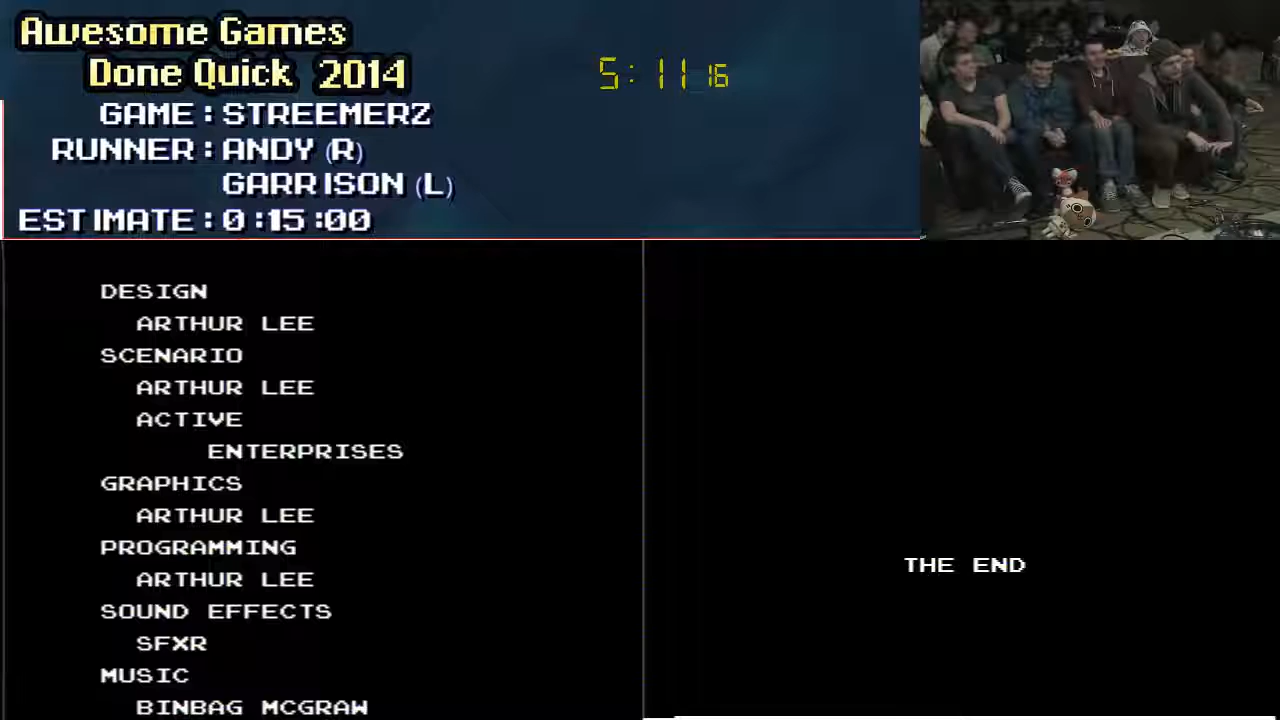 Awesome Games
Done Quick 2014
5:11 16
GAME : STREEMERZ
RUNNER : ANDY (R)
GARRISON (L)
ESTIMATE : 0:15:00
DESIGN
ARTHUR LEE
SCENARIO
ARTHUR LEE
ACTIVE
ENTERPRISES
GRAPHICS
ARTHUR LEE
PROGRAMMING
ARTHUR LEE
SOUND EFFECTS
SFXR
MUSIC
BINBAG MCGRAW
THE END